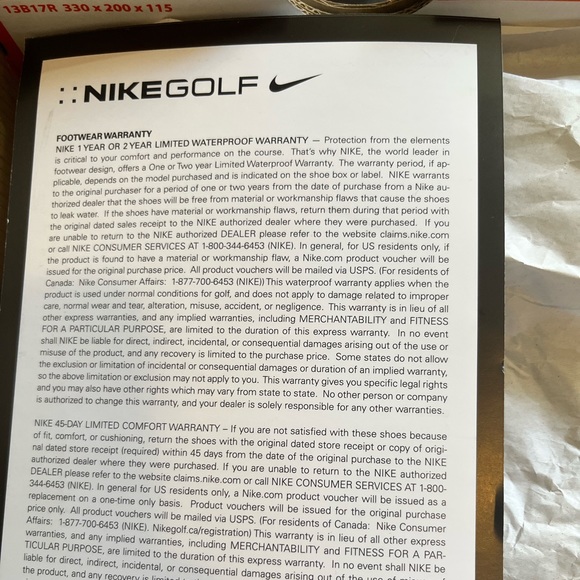 13B17R 330 x 200 x 115
NIKEGOLF
FOOTWEAR WARRANTY
NIKE 1 YEAR OR 2 YEAR LIMITED WATERPROOF WARRANTY — Protection from the elements
is critical to your comfort and performance on the course. That's why NIKE, the world leader in
footwear design, offers a One or Two year Limited Waterproof Warranty. The warranty period, if ap-
plicable, depends on the model purchased and is indicated on the shoe box or label. NIKE warrants
to the original purchaser for a period of one or two years from the date of purchase from a Nike au-
thorized dealer that the shoes will be free from material or workmanship flaws that cause the shoes
to leak water. If the shoes have material or workmanship flaws, return them during that period with
the original dated sales receipt to the NIKE authorized dealer where they were purchased. If you
are unable to return to the NIKE authorized DEALER please refer to the website claims.nike.com
or call NIKE CONSUMER SERVICES AT 1-800-344-6453 (NIKE). In general, for US residents only, if
the product is found to have a material or workmanship flaw, a Nike.com product voucher will be
issued for the original purchase price. All product vouchers will be mailed via USPS. (For residents of
Canada: Nike Consumer Affairs: 1-877-700-6453 (NIKE)) This waterproof warranty applies when the
product is used under normal conditions for golf, and does not apply to damage related to improper
care, normal wear and tear, alteration, misuse, accident, or negligence. This warranty is in lieu of all
other express warranties, and any implied warranties, including MERCHANTABILITY and FITNESS
FOR A PARTICULAR PURPOSE, are limited to the duration of this express warranty. In no event
shall NIKE be liable for direct, indirect, incidental, or consequential damages arising out of the use or
misuse of the product, and any recovery is limited to the purchase price. Some states do not allow
the exclusion or limitation of incidental or consequential damages or duration of an implied warranty,
so the above limitation or exclusion may not apply to you. This warranty gives you specific legal rights
and you may also have other rights which may vary from state to state. No other person or company
is authorized to change this warranty, and your dealer is solely responsible for any other warranties.
NIKE 45-DAY LIMITED COMFORT WARRANTY – If you are not satisfied with these shoes because
of fit, comfort, or cushioning, return the shoes with the original dated store receipt or copy of origi-
nal dated store receipt (required) within 45 days from the date of the original purchase to the NIKE
authorized dealer where they were purchased. If you are unable to return to the NIKE authorized
DEALER please refer to the website claims.nike.com or call NIKE CONSUMER SERVICES AT 1-800-
344-6453 (NIKE). In general for US residents only, a Nike.com product voucher will be issued as a
replacement on a one-time only basis. Product vouchers will be issued for the original purchase
price only. All product vouchers will be mailed via USPS. (For residents of Canada: Nike Consumer
Affairs: 1-877-700-6453 (NIKE). Nikegolf.ca/registration) This warranty is in lieu of all other express
warranties, and any implied warranties, including MERCHANTABILITY and FITNESS FOR A PAR-
TICULAR PURPOSE, are limited to the duration of this express warranty. In no event shall NIKE be
liable for direct, indirect, incidental, or consequential damages arising out of the use of
the product, and any recovery is